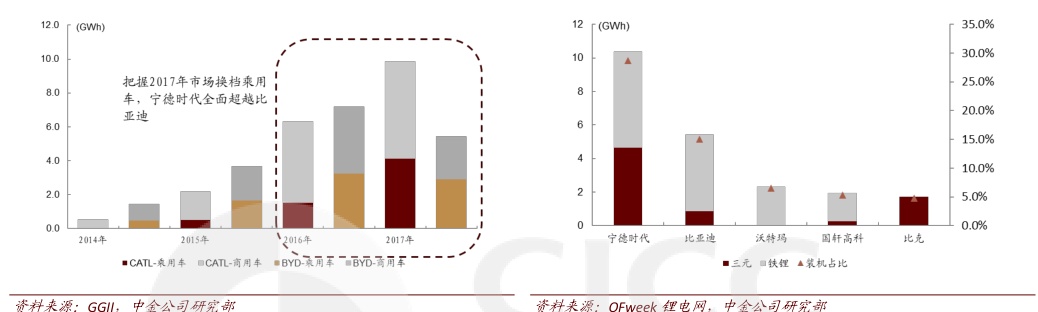 12.0
(GWh)
10.0
8.0
6.0
4.0
2.0
0.0
把握2017年市场换档乘用
车，宁德时代全面超越比
亚迪
2014年
2015年
2016年
2017年
CATL-乘用车
CATL-商用车
BYD-乘用车
BYD-商用车
资料来源：GGII，中金公司研究部
12
(GWh)
10
8
6
4
2
0
35.0%
30.0%
25.0%
20.0%
15.0%
10.0%
5.0%
0.0%
宁德时代
比亚迪
沃特玛
国轩高科
比克
三元
铁锂
装机占比
资料来源：OFweek 锂电网，中金公司研究部
CICC